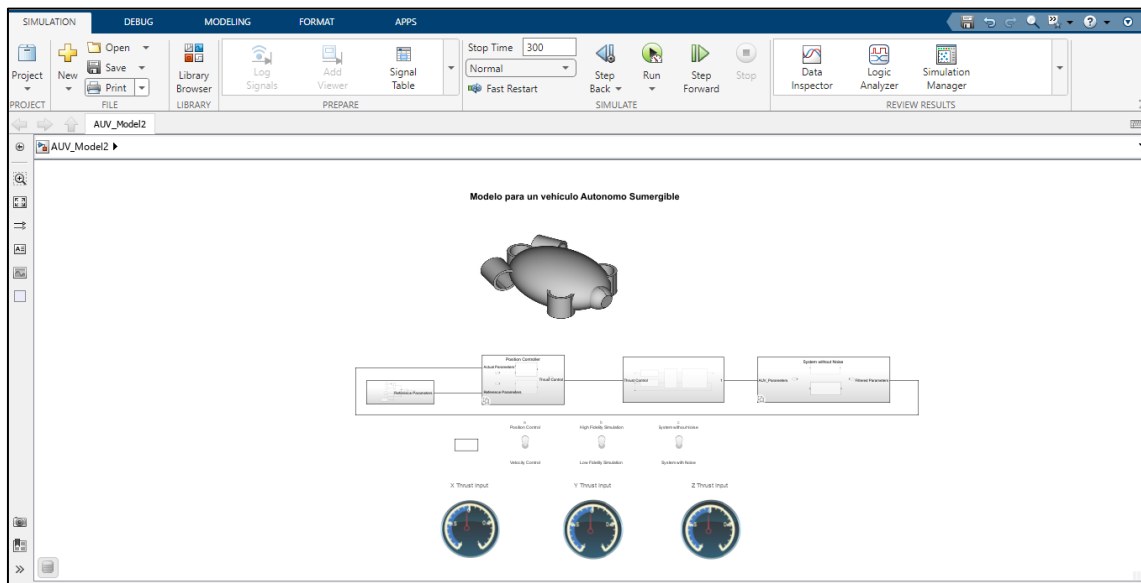 SIMULATION DEBUG MODELING FORMAT APPS
Project
New
Open
Save
Print
Library
Browser
Log
Signals
Add
Viewer
Signal
Table
Stop Time 300
Normal
Fast Restart
Step
Back
Run
Step
Forward
Stop
Data
Inspector
Logic
Analyzer
Simulation
Manager
PROJECT FILE LIBRARY PREPARE SIMULATE REVIEW RESULTS
AUV_Model2
AUV_Model2
Modelo para un vehículo Autonomo Sumergible
Position Controller
Actual Parameters
Thrust Control
Reference Parameters
Reference Parameters
Thrust Control
System without Noise
AUV_Parameters
Filtered Parameters
Position Control
High Fidelity Simulation
System without Noise
Velocity Control
Low Fidelity Simulation
System with Noise
X Thrust Input
Y Thrust Input
Z Thrust Input